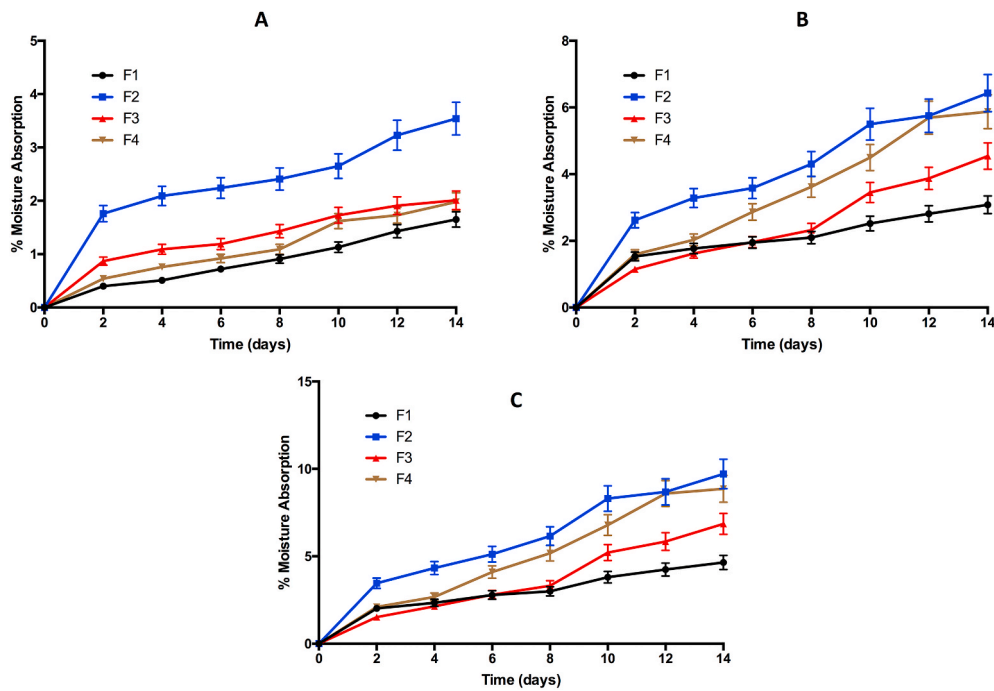 A
% Moisture Absorption
5
4
3
2
1
0
F1
F2
F3
F4
0 2 4 6 8 10 12 14
Time (days)
B
% Moisture Absorption
8
6
4
2
0
F1
F2
F3
F4
0 2 4 6 8 10 12 14
Time (days)
C
% Moisture Absorption
15
10
5
0
F1
F2
F3
F4
0 2 4 6 8 10 12 14
Time (days)